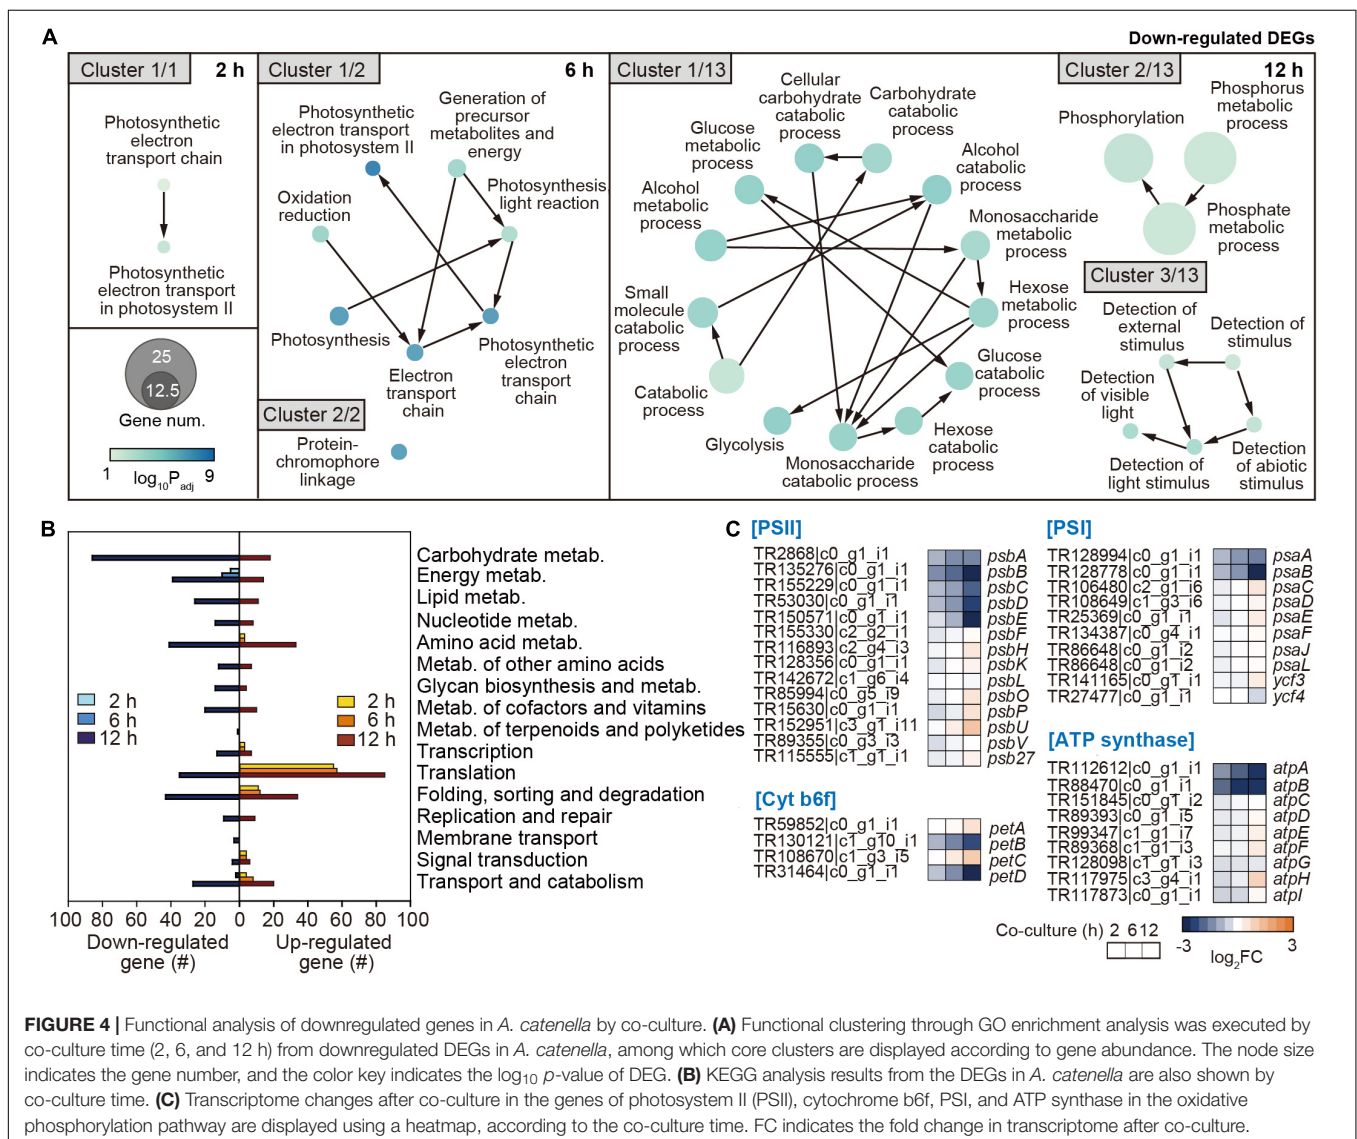 A
Down-regulated DEGs
Cluster 1/1
2 h
Photosynthetic
electron
transport chain
Photosynthetic
electron transport
in photosystem II
25
12.5
Gene num.
1
log10Padj
9
Cluster 1/2
6 h
Photosynthetic
electron transport
in photosystem II
Generation of
precursor
metabolites and
energy
Oxidation
reduction
Photosynthesis,
light reaction
Photosynthesis
Electron
transport
chain
Photosynthetic
electron
transport
chain
Cluster 2/2
Protein-
chromophore
linkage
Cluster 1/13
Cellular
carbohydrate
catabolic
process
Carbohydrate
catabolic
process
Glucose
metabolic
process
Alcohol
catabolic
process
Alcohol
metabolic
process
Monosaccharide
metabolic
process
Small
molecule
catabolic
process
Hexose
metabolic
process
Catabolic
process
Glucose
catabolic
process
Glycolysis
Monosaccharide
catabolic process
Hexose
catabolic
process
Cluster 2/13
12 h
Phosphorylation
Phosphorus
metabolic
process
Phosphate
metabolic
process
Cluster 3/13
Detection of
external
stimulus
Detection of
stimulus
Detection
of visible
light
Detection of
light stimulus
Detection
of abiotic
stimulus
B
Carbohydrate metab.
Energy metab.
Lipid metab.
Nucleotide metab.
Amino acid metab.
Metab. of other amino acids
Glycan biosynthesis and metab.
Metab. of cofactors and vitamins
Metab. of terpenoids and polyketides
Transcription
Translation
Folding, sorting and degradation
Replication and repair
Membrane transport
Signal transduction
Transport and catabolism
2 h
6 h
12 h
2 h
6 h
12 h
100 80 60 40 20 0 20 40 60 80 100
Down-regulated
gene (#)
Up-regulated
gene (#)
C
[PSII]
TR2868|c0_g1_i1 psbA
TR135276|c0_g1_i1 psbB
TR155229|c0_g1_i1 psbC
TR53030|c0_g1_i1 psbD
TR150571|c0_g1_i1 psbE
TR155330|c2_g2_i1 psbF
TR116893|c2_g4_i3 psbH
TR128356|c0_g1_i1 psbK
TR142672|c1_g6_i4 psbL
TR85994|c0_g5_i9 psbO
TR15630|c0_g1_i1 psbP
TR152951|c3_g1_i11 psbU
TR89355|c0_g3_i3 psbV
TR115555|c1_g1_i1 psb27
[Cyt b6f]
TR59852|c0_g1_i1 petA
TR130121|c1_g10_i1 petB
TR108670|c1_g3_i5 petC
TR31464|c0_g1_i1 petD
[PSI]
TR128994|c0_g1_i1 psaA
TR128778|c0_g1_i1 psaB
TR106480|c2_g1_i6 psaC
TR108649|c1_g3_i6 psaD
TR25369|c0_g1_i1 psaE
TR134387|c0_g4_i1 psaF
TR86648|c0_g1_i2 psaJ
TR86648|c0_g1_i2 psaL
TR141165|c0_g1_i1 ycf3
TR27477|c0_g1_i1 ycf4
[ATP synthase]
TR112612|c0_g1_i1 atpA
TR88470|c0_g1_i1 atpB
TR151845|c0_g1_i2 atpC
TR89393|c0_g1_i5 atpD
TR99347|c1_g1_i7 atpE
TR89368|c1_g1_i3 atpF
TR128098|c1_g1_i3 atpG
TR117975|c3_g4_i1 atpH
TR117873|c0_g1_i1 atpI
Co-culture (h) 2 6 12
-3
log2FC
3
FIGURE 4 | Functional analysis of downregulated genes in A. catenella by co-culture. (A) Functional clustering through GO enrichment analysis was executed by
co-culture time (2, 6, and 12 h) from downregulated DEGs in A. catenella, among which core clusters are displayed according to gene abundance. The node size
indicates the gene number, and the color key indicates the log10 p-value of DEG. (B) KEGG analysis results from the DEGs in A. catenella are also shown by
co-culture time. (C) Transcriptome changes after co-culture in the genes of photosystem II (PSII), cytochrome b6f, PSI, and ATP synthase in the oxidative
phosphorylation pathway are displayed using a heatmap, according to the co-culture time. FC indicates the fold change in transcriptome after co-culture.